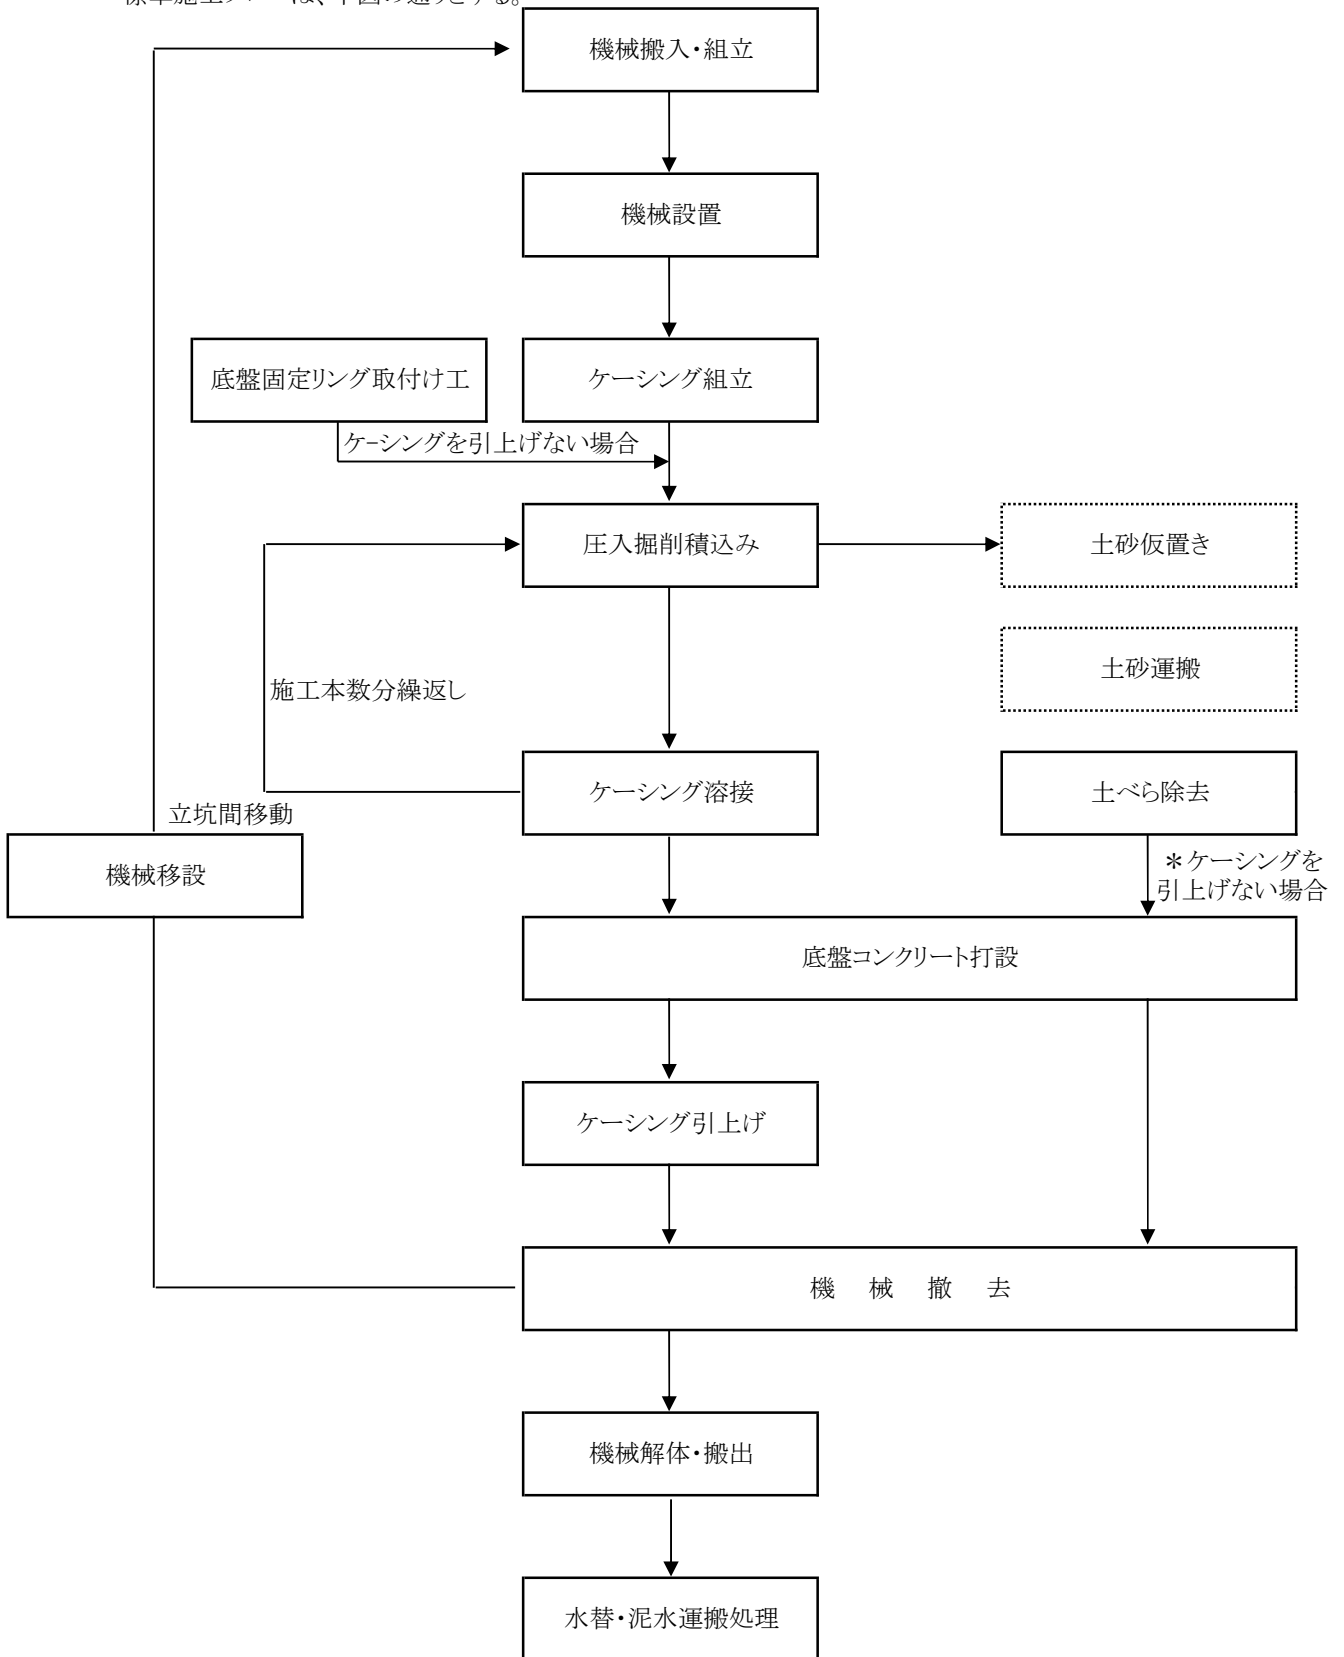 機械搬入・組立
機械設置
底盤固定リング取付け工
ケーシング組立
ケーシングを引上げない場合
圧入掘削積込み
土砂仮置き
土砂運搬
施工本数分繰返し
ケーシング溶接
土べら除去
立坑間移動
機械移設
＊ケーシングを
引上げない場合
底盤コンクリート打設
ケーシング引上げ
機 械 撤 去
機械解体・搬出
水替・泥水運搬処理